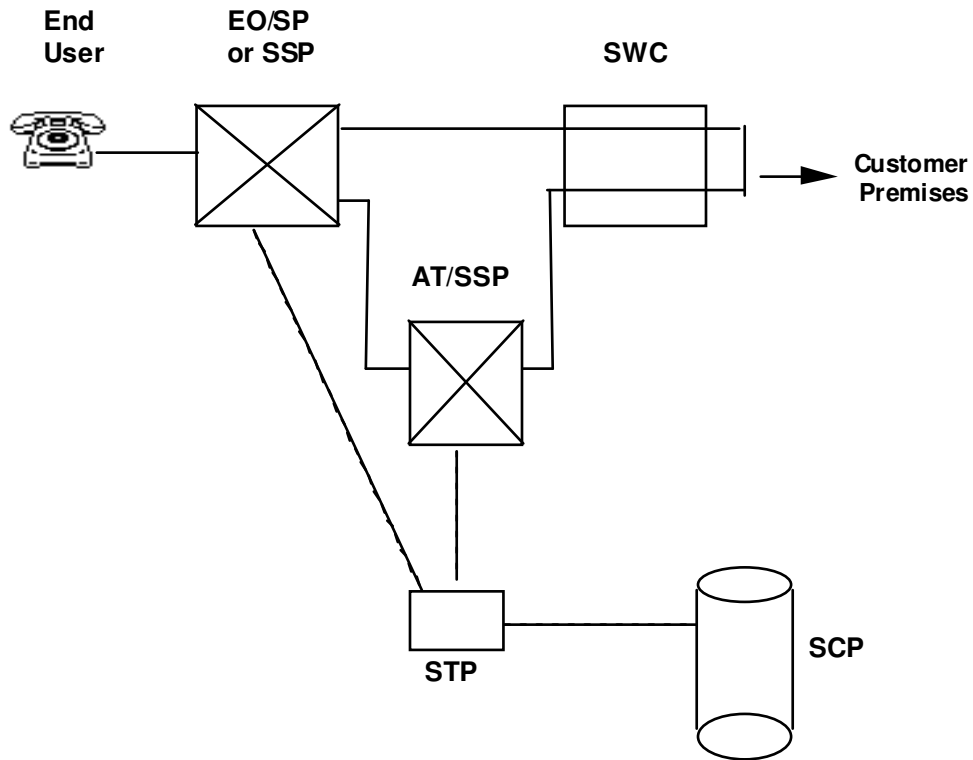 End
User
EO/SP
or SSP
SWC
Customer
Premises
AT/SSP
STP
SCP